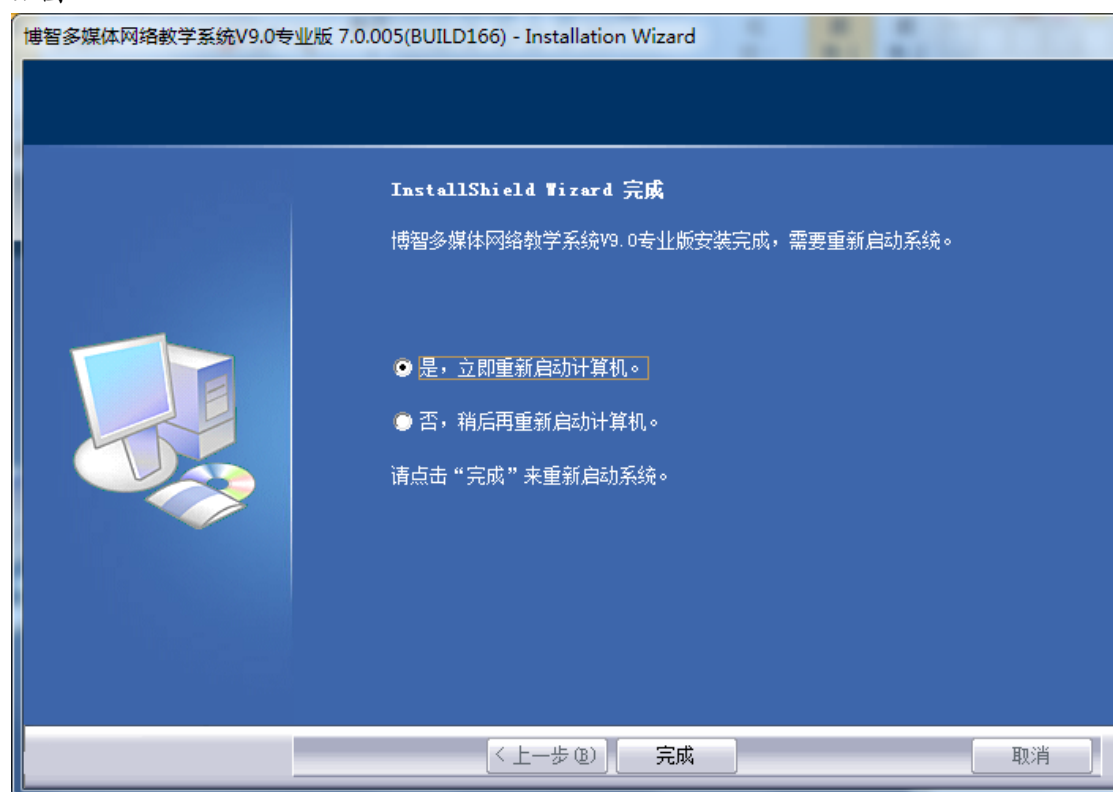 博智多媒体网络教学系统V9.0专业版 7.0.005(BUILD166) - Installation Wizard
InstallShield Wizard 完成
博智多媒体网络教学系统V9.0专业版安装完成，需要重新启动系统。
是，立即重新启动计算机。
否，稍后再重新启动计算机。
请点击“完成”来重新启动系统。
< 上一步(B) 完成 取消